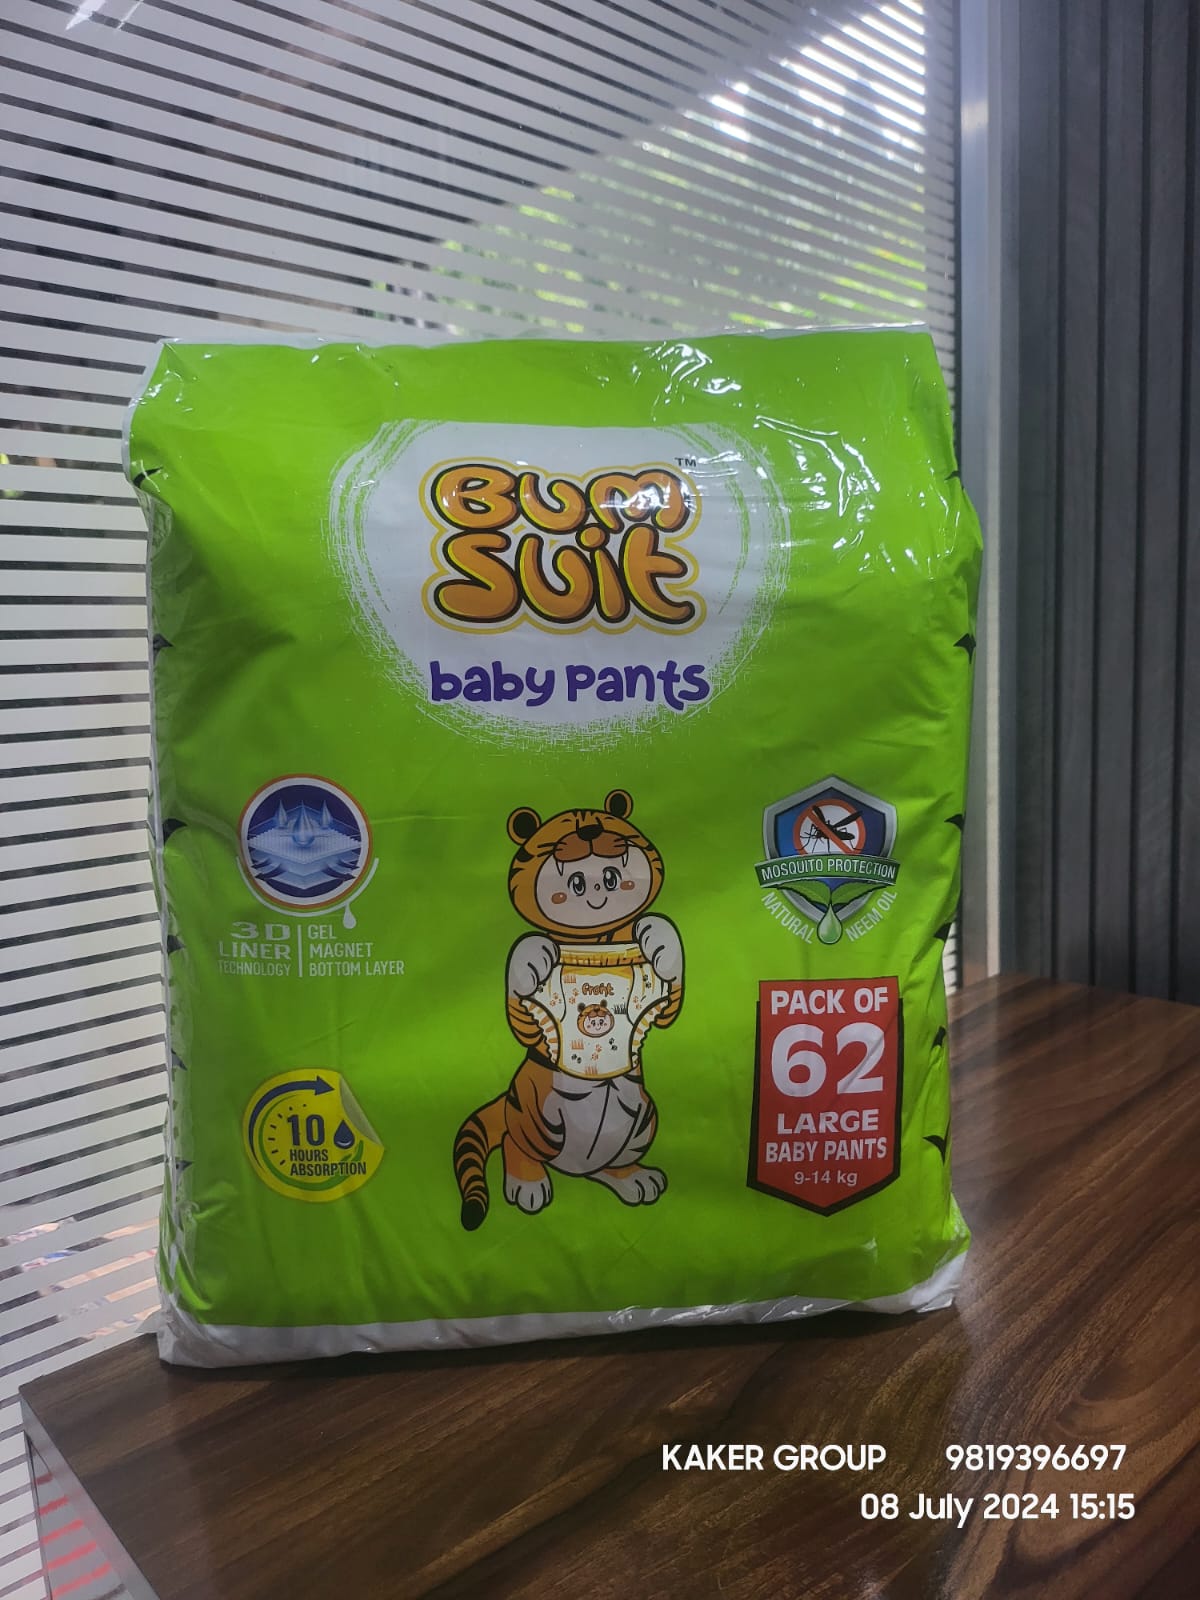 BUM
TM
SUIT
baby pants
3D
LINER
TECHNOLOGY
GEL
MAGNET
BOTTOM LAYER
MOSQUITO PROTECTION
NATURAL NEEM OIL
front
10
HOURS
ABSORPTION
PACK OF
62
LARGE
BABY PANTS
9-14 kg
KAKER GROUP 9819396697
08 July 2024 15:15